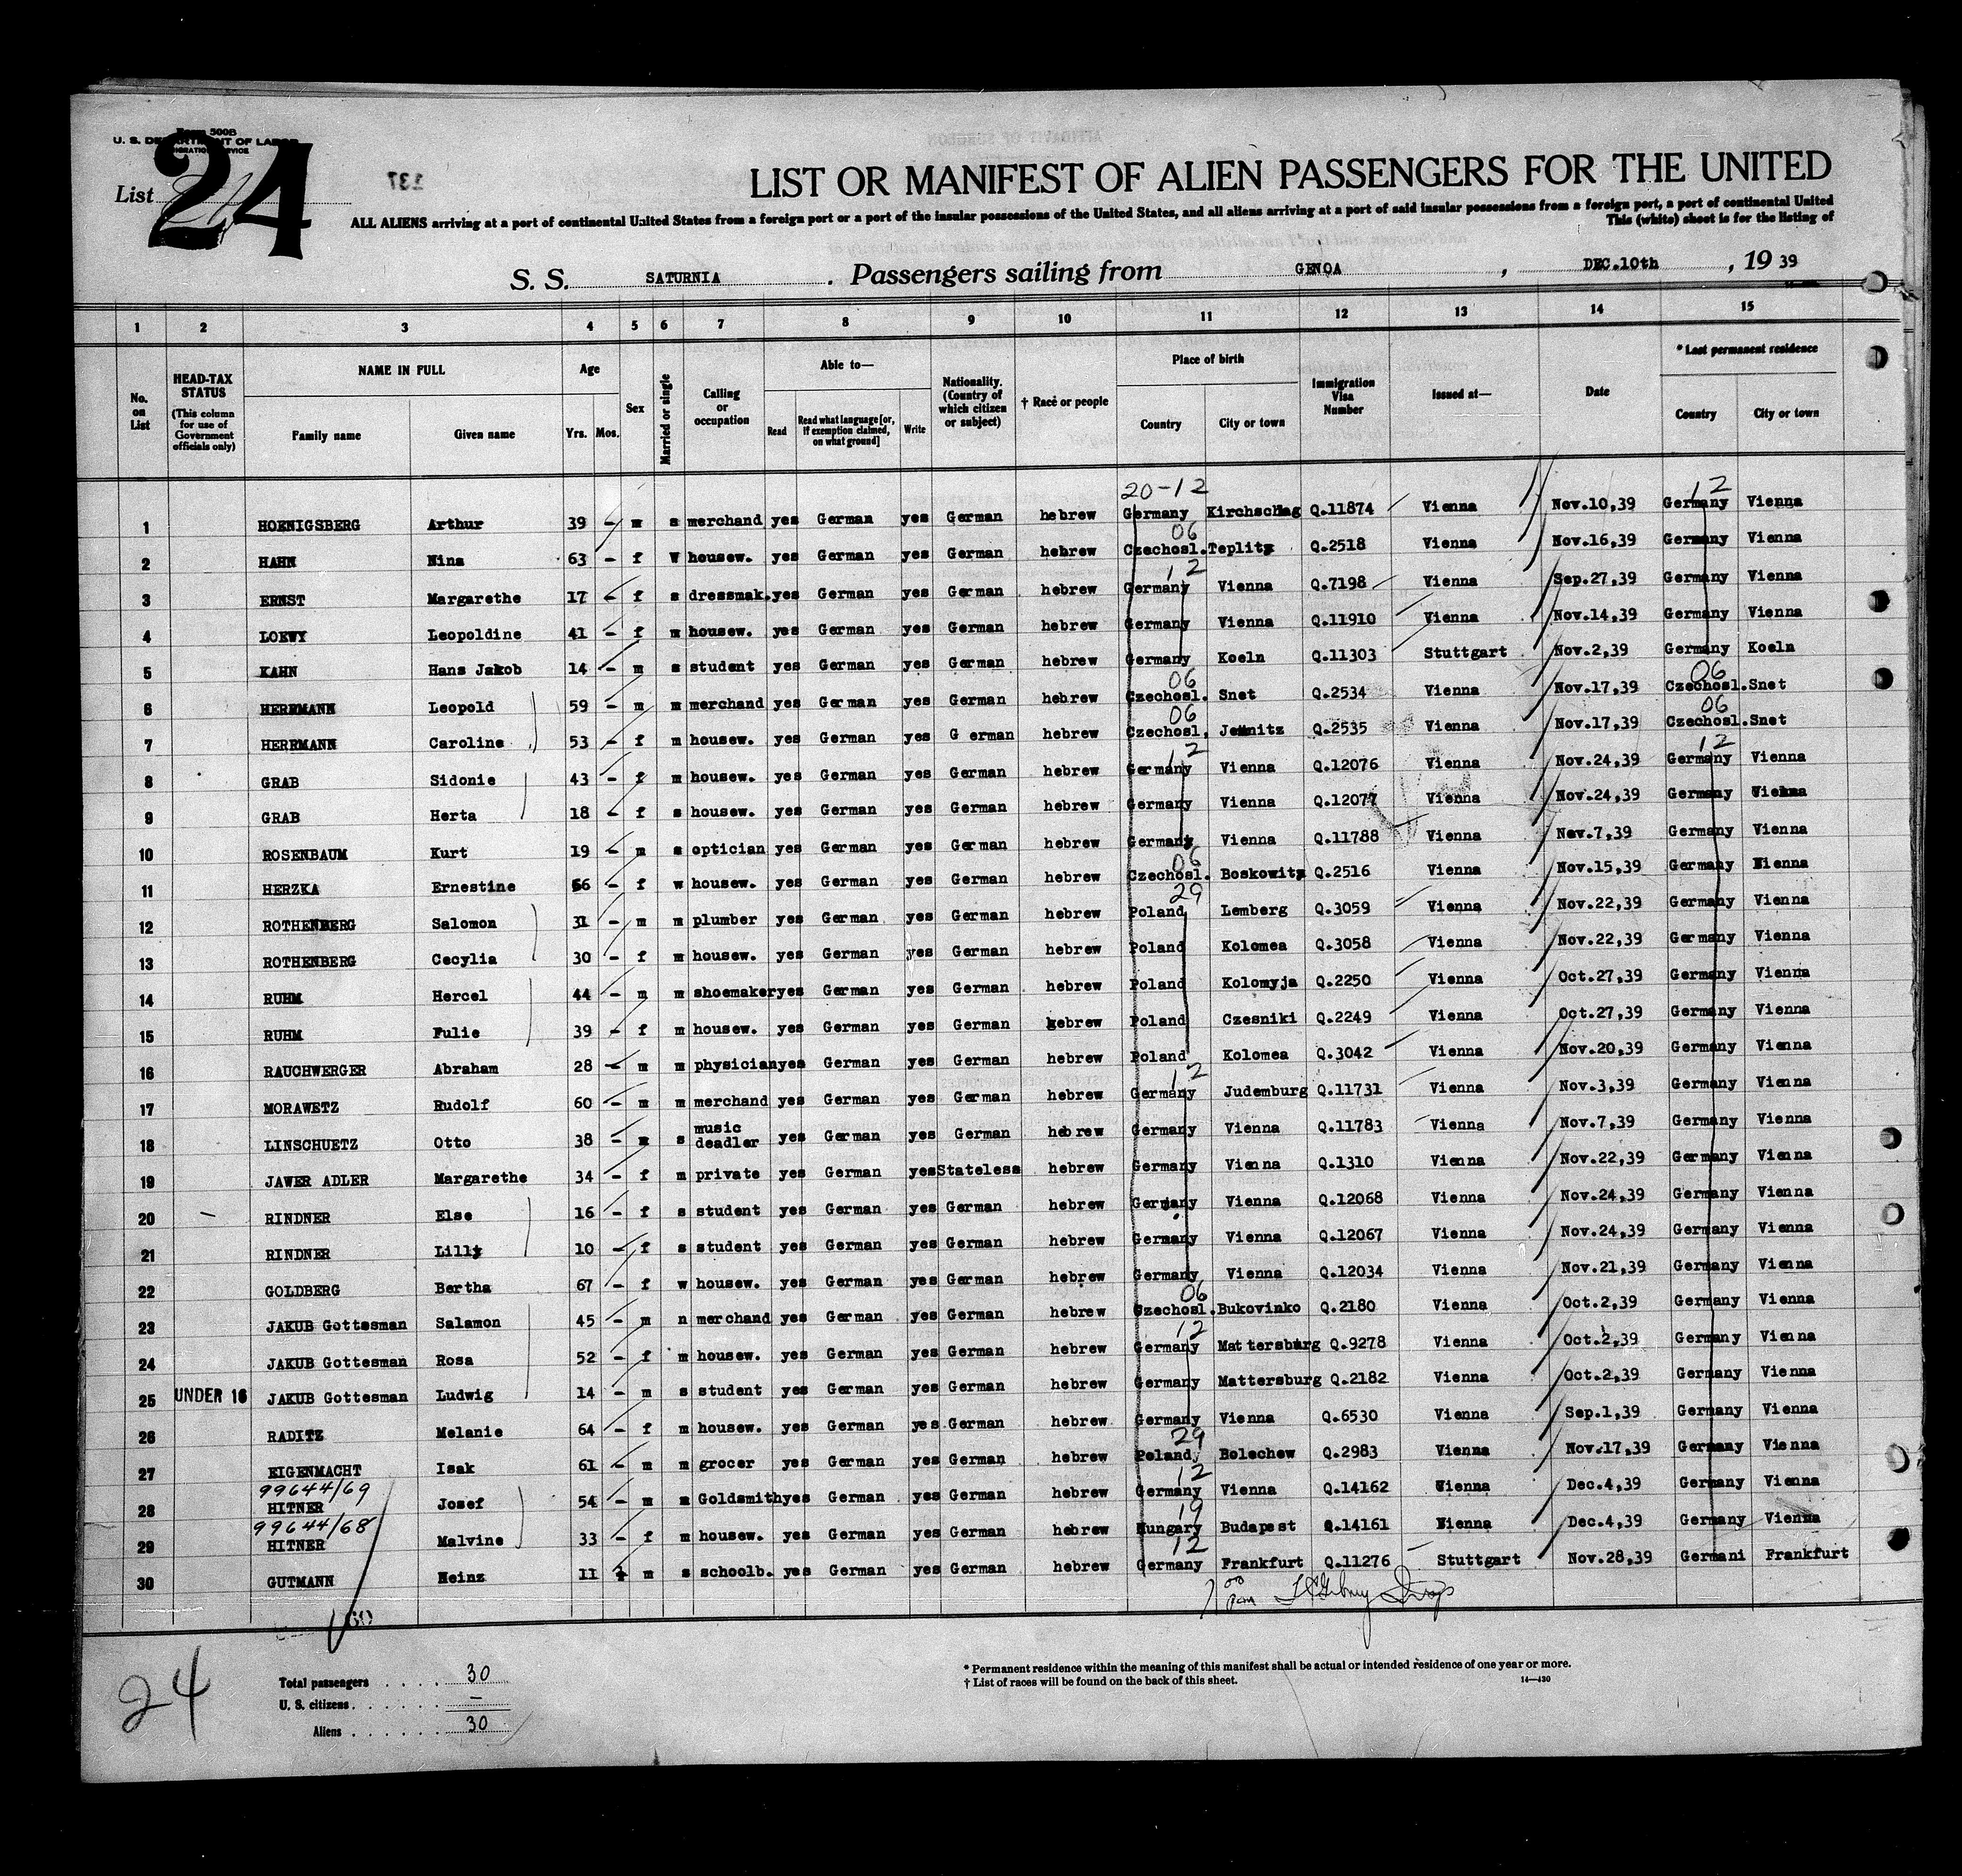 Form 500B
U. S. DEPARTMENT OF LABOR
IMMIGRATION SERVICE
List 24
137
LIST OR MANIFEST OF ALIEN PASSENGERS FOR THE UNITED
ALL ALIENS arriving at a port of continental United States from a foreign port or a port of the insular possessions of the United States, and all aliens arriving at a port of said insular possessions from a foreign port, a port of continental United
This (white) sheet is for the listing of
S. S. SATURNIA . Passengers sailing from GENOA , DEC.10th , 19 39
1 2 3 4 5 6 7 8 9 10 11 12 13 14 15
No. on List HEAD-TAX STATUS (This column for use of Government officials only) NAME IN FULL Family name Given name Age Yrs. Mos. Sex Married or single Calling or occupation Able to— Read Read what language [or, if exemption claimed, on what ground] Write Nationality. (Country of which citizen or subject) † Race or people Place of birth Country City or town Immigration Visa Number Issued at— Date * Last permanent residence Country City or town
20-12 12
1 HOENIGSBERG Arthur 39 - m s merchand yes German yes German hebrew Germany Kirchschlag Q.11874 Vienna Nov.10,39 Germany Vienna
06
2 HAHN Nina 63 - f W housew. yes German yes German hebrew Czechosl. Teplitz Q.2518 Vienna Nov.16,39 Germany Vienna
12
3 ERNST Margarethe 17 - f s dressmak. yes German yes German hebrew Germany Vienna Q.7198 Vienna Sep.27,39 Germany Vienna
4 LOEWY Leopoldine 41 - f m housew. yes German yes German hebrew Germany Vienna Q.11910 Vienna Nov.14,39 Germany Vienna
5 KAHN Hans Jakob 14 - m s student yes German yes German hebrew Germany Koeln Q.11303 Stuttgart Nov.2,39 Germany Koeln
06 06
6 HERRMANN Leopold 59 - m m merchand yes German yes German hebrew Czechosl. Snet Q.2534 Vienna Nov.17,39 Czechosl. Snet
06 06
7 HERRMANN Caroline 53 - f m housew. yes German yes G erman hebrew Czechosl. Jemnitz Q.2535 Vienna Nov.17,39 Czechosl. Snet
12 12
8 GRAB Sidonie 43 - f m housew. yes German yes German hebrew Germany Vienna Q.12076 Vienna Nov.24,39 Germany Vienna
9 GRAB Herta 18 - f s housew. yes German yes German hebrew Germany Vienna Q.12077 Vienna Nov.24,39 Germany Vienna
10 ROSENBAUM Kurt 19 - m s optician yes German yes German hebrew Germany Vienna Q.11788 Vienna Nov.7,39 Germany Vienna
06
11 HERZKA Ernestine 66 - f w housew. yes German yes German hebrew Czechosl. Boskowitz Q.2516 Vienna Nov.15,39 Germany Vienna
29
12 ROTHENBERG Salomon 31 - m m plumber yes German yes German hebrew Poland Lemberg Q.3059 Vienna Nov.22,39 Germany Vienna
13 ROTHENBERG Cecylia 30 - f m housew. yes German yes German hebrew Poland Kolomea Q.3058 Vienna Nov.22,39 Germany Vienna
14 RUHM Hercel 44 - m m shoemaker yes German yes German hebrew Poland Kolomyja Q.2250 Vienna Oct.27,39 Germany Vienna
15 RUHM Fulie 39 - f m housew. yes German yes German hebrew Poland Czesniki Q.2249 Vienna Oct.27,39 Germany Vienna
16 RAUCHWERGER Abraham 28 - m m physician yes German yes German hebrew Poland Kolomea Q.3042 Vienna Nov.20,39 Germany Vienna
12
17 MORAWETZ Rudolf 60 - m m merchand yes German yes German hebrew Germany Judemburg Q.11731 Vienna Nov.3,39 Germany Vienna
18 LINSCHUETZ Otto 38 - m s music deadler yes German yes German hebrew Germany Vienna Q.11783 Vienna Nov.7,39 Germany Vienna
19 JAWER ADLER Margarethe 34 - f m private yes German yes Stateless hebrew Germany Vienna Q.1310 Vienna Nov.22,39 Germany Vienna
20 - RINDNER Else 16 - f s student yes German yes German hebrew Germany Vienna Q.12068 Vienna Nov.24,39 Germany Vienna
21 RINDNER Lilly 10 - f s student yes German yes German hebrew Germany Vienna Q.12067 Vienna Nov.24,39 Germany Vienna
22 GOLDBERG Bertha 67 - f w housew. yes German yes German hebrew Germany Vienna Q.12034 Vienna Nov.21,39 Germany Vienna
06
23 JAKUB Gottesman Salamon 45 - m n merchand yes German yes German hebrew Czechosl. Bukovinko Q.2180 Vienna Oct.2,39 Germany Vienna
12
24 JAKUB Gottesman Rosa 52 - f m housew. yes German yes German hebrew Germany Mattersburg Q.9278 Vienna Oct.2,39 Germany Vienna
25 UNDER 16 JAKUB Gottesman Ludwig 14 - m s student yes German yes German hebrew Germany Mattersburg Q.2182 Vienna Oct.2,39 Germany Vienna
26 RADITZ Melanie 64 - f m housew. yes German yes German hebrew Germany Vienna Q.6530 Vienna Sep.1,39 Germany Vienna
29
27 EIGENMACHT Isak 61 - m m grocer yes German yes German hebrew Poland Bolechew Q.2983 Vienna Nov.17,39 Germany Vienna
99644/69 12
28 HITNER Josef 54 - m m Goldsmith yes German yes German hebrew Germany Vienna Q.14162 Vienna Dec.4,39 Germany Vienna
99644/68 19
29 HITNER Malvine 33 - f m housew. yes German yes German hebrew Hungary Budapest Q.14161 Vienna Dec.4,39 Germany Vienna
12
30 GUTMANN Heinz 11 m s schoolb. yes German yes German hebrew Germany Frankfurt Q.11276 Stuttgart Nov.28,39 Germani Frankfurt
24
Total passengers . . . . 30
U. S. citizens . . . . . . —
Aliens . . . . . . 30
* Permanent residence within the meaning of this manifest shall be actual or intended residence of one year or more.
† List of races will be found on the back of this sheet.
14—430